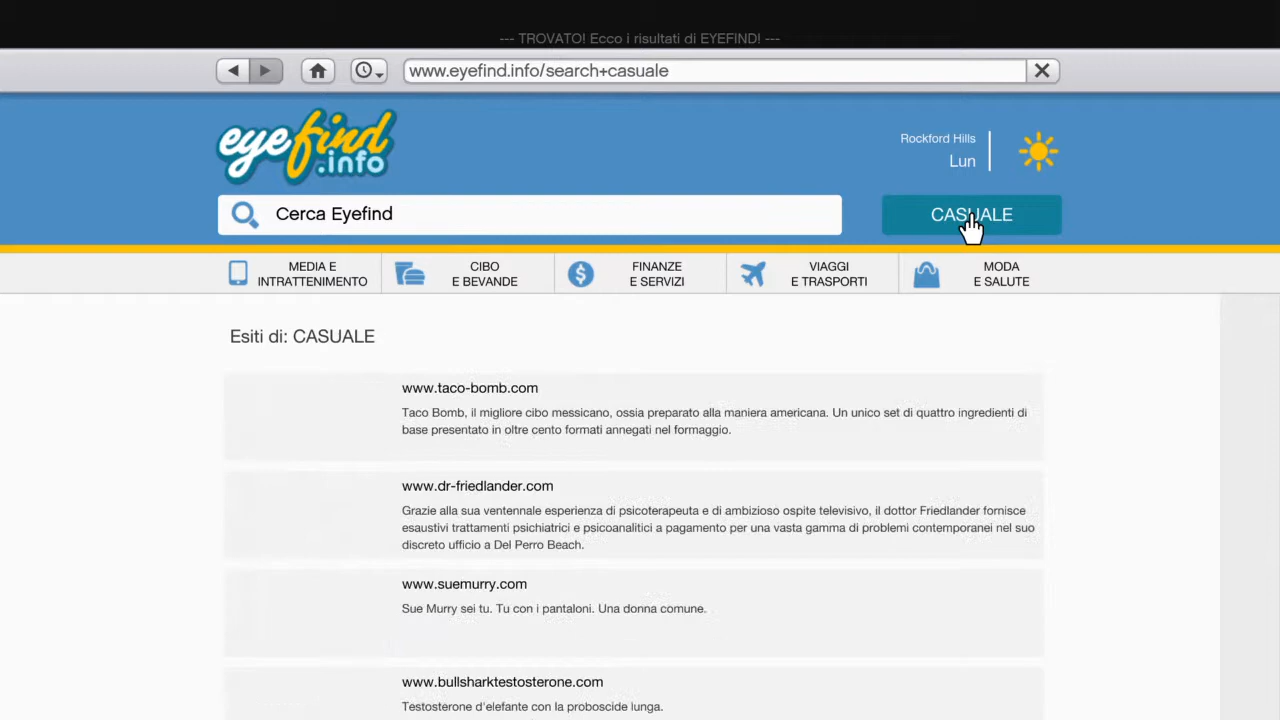 --- TROVATO! Ecco i risultati di EYEFIND! ---
www.eyefind.info/search+casuale
eyefind
.info
Rockford Hills
Lun
Cerca Eyefind
CASUALE
MEDIA E
INTRATTENIMENTO
CIBO
E BEVANDE
FINANZE
E SERVIZI
VIAGGI
E TRASPORTI
MODA
E SALUTE
Esiti di: CASUALE
www.taco-bomb.com
Taco Bomb, il migliore cibo messicano, ossia preparato alla maniera americana. Un unico set di quattro ingredienti di
base presentato in oltre cento formati annegati nel formaggio.
www.dr-friedlander.com
Grazie alla sua ventennale esperienza di psicoterapeuta e di ambizioso ospite televisivo, il dottor Friedlander fornisce
esaustivi trattamenti psichiatrici e psicoanalitici a pagamento per una vasta gamma di problemi contemporanei nel suo
discreto ufficio a Del Perro Beach.
www.suemurry.com
Sue Murry sei tu. Tu con i pantaloni. Una donna comune.
www.bullsharktestosterone.com
Testosterone d'elefante con la proboscide lunga.